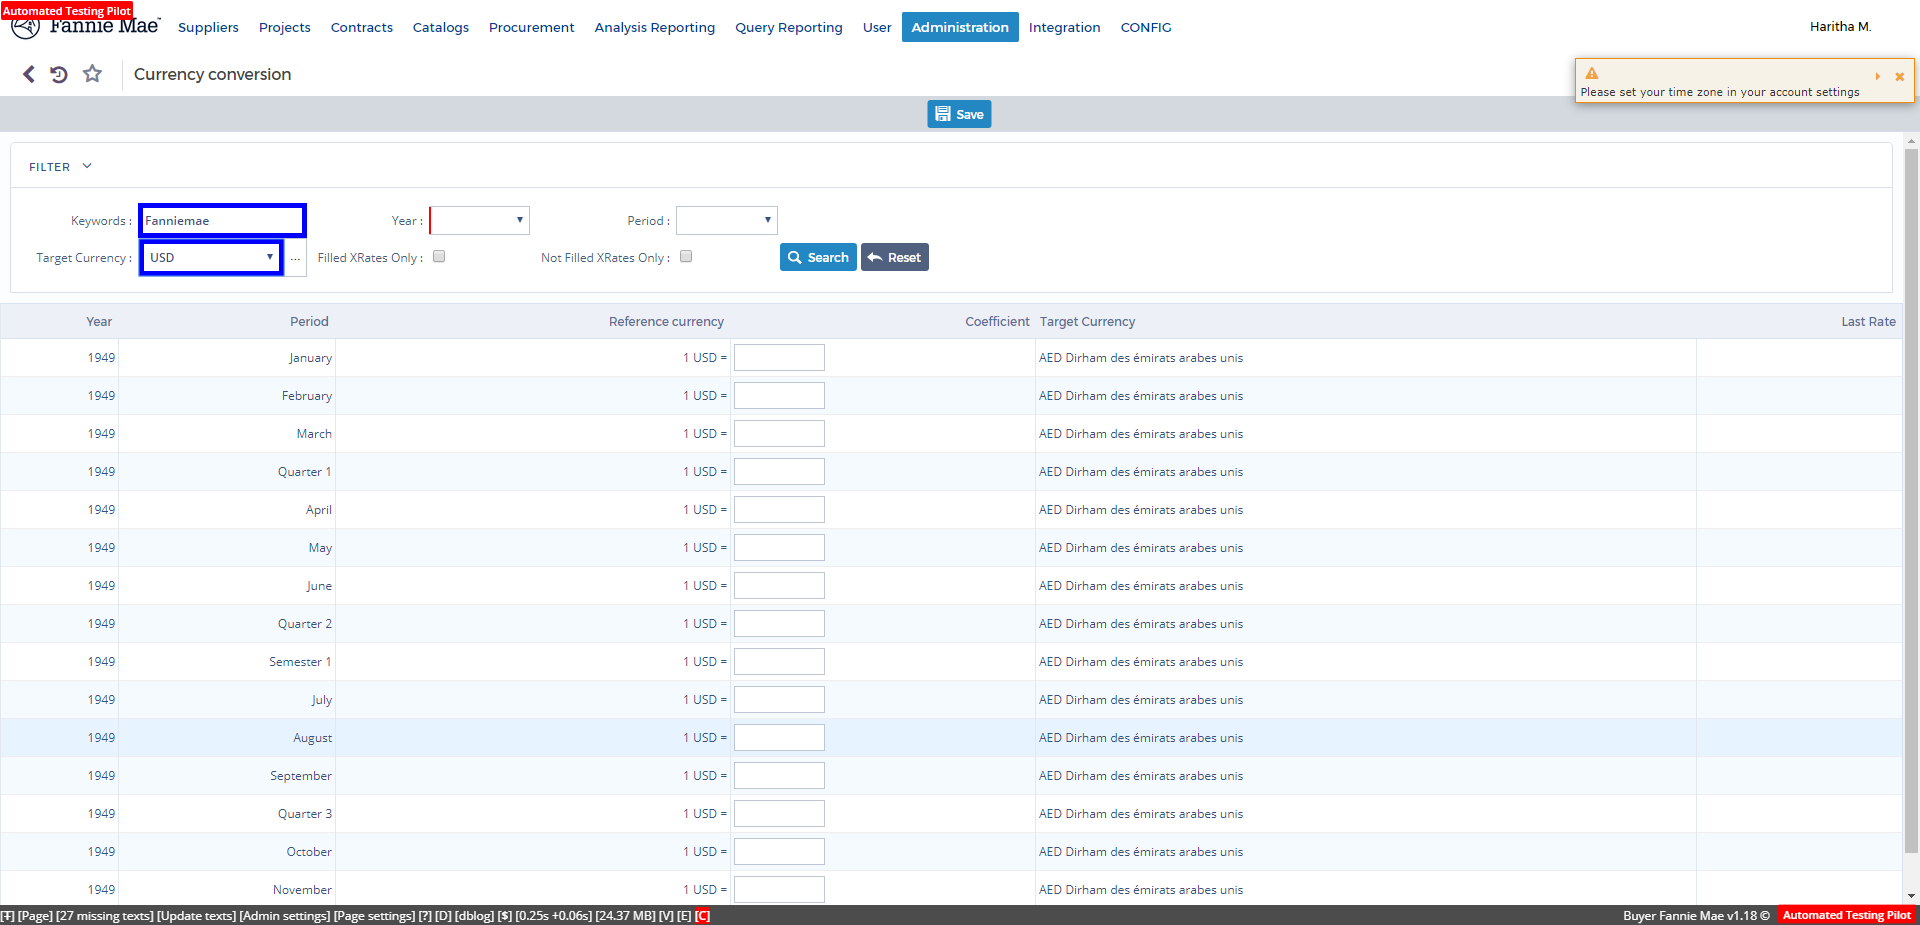 Automated Testing Pilot
Fannie Mae™ Suppliers Projects Contracts Catalogs Procurement Analysis Reporting Query Reporting User Administration Integration CONFIG Haritha M.
Currency conversion
Please set your time zone in your account settings
Save
FILTER
Keywords : Fanniemae Year : Period :
Target Currency : USD ... Filled XRates Only : Not Filled XRates Only : Search Reset
Year Period Reference currency Coefficient Target Currency Last Rate
1949 January 1 USD = AED Dirham des émirats arabes unis
1949 February 1 USD = AED Dirham des émirats arabes unis
1949 March 1 USD = AED Dirham des émirats arabes unis
1949 Quarter 1 1 USD = AED Dirham des émirats arabes unis
1949 April 1 USD = AED Dirham des émirats arabes unis
1949 May 1 USD = AED Dirham des émirats arabes unis
1949 June 1 USD = AED Dirham des émirats arabes unis
1949 Quarter 2 1 USD = AED Dirham des émirats arabes unis
1949 Semester 1 1 USD = AED Dirham des émirats arabes unis
1949 July 1 USD = AED Dirham des émirats arabes unis
1949 August 1 USD = AED Dirham des émirats arabes unis
1949 September 1 USD = AED Dirham des émirats arabes unis
1949 Quarter 3 1 USD = AED Dirham des émirats arabes unis
1949 October 1 USD = AED Dirham des émirats arabes unis
1949 November 1 USD = AED Dirham des émirats arabes unis
[T] [Page] [27 missing texts] [Update texts] [Admin settings] [Page settings] [?] [D] [dblog] [$] [0.25s +0.06s] [24.37 MB] [V] [E] [C] Buyer Fannie Mae v1.18 © Automated Testing Pilot